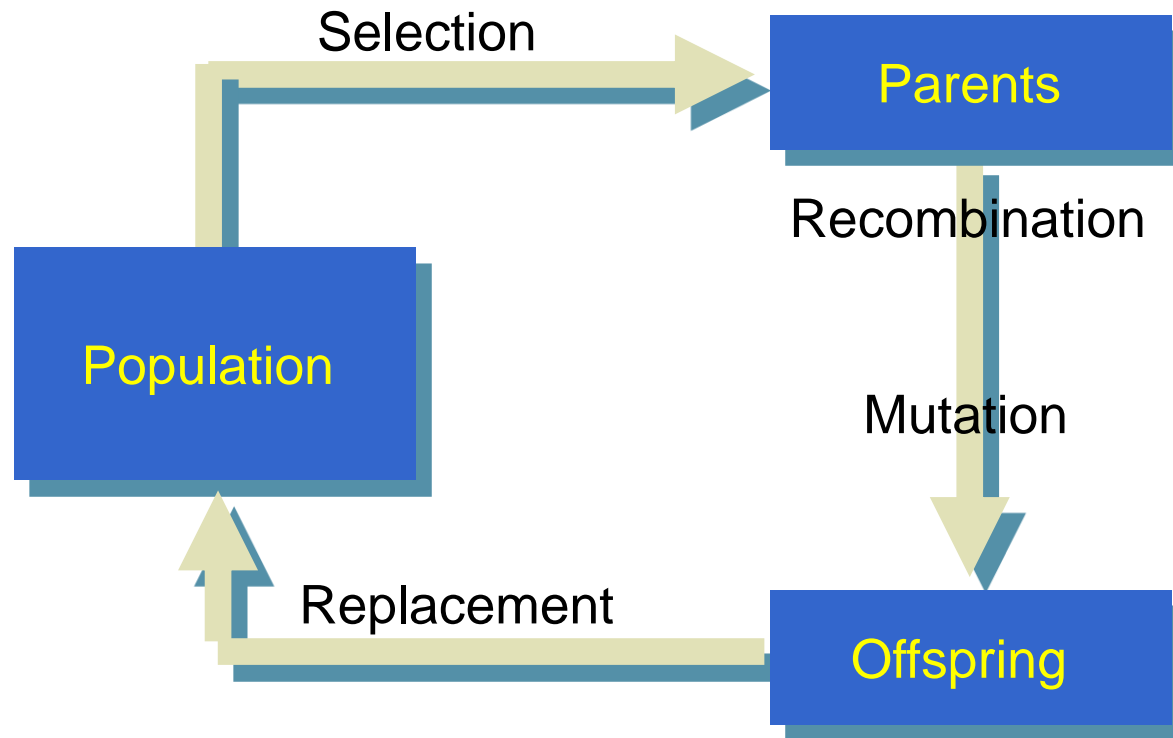 Selection
Parents
Recombination
Population
Mutation
Replacement
Offspring